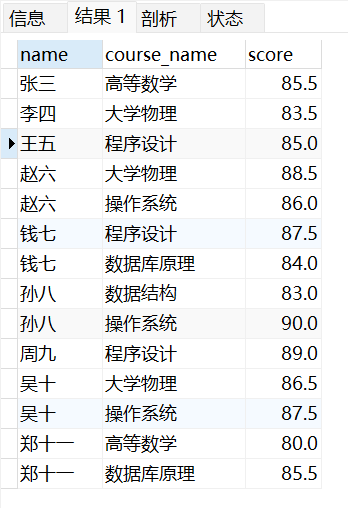 信息 结果 1 剖析 状态
name course_name score
张三 高等数学 85.5
李四 大学物理 83.5
王五 程序设计 85.0
赵六 大学物理 88.5
赵六 操作系统 86.0
钱七 程序设计 87.5
钱七 数据库原理 84.0
孙八 数据结构 83.0
孙八 操作系统 90.0
周九 程序设计 89.0
吴十 大学物理 86.5
吴十 操作系统 87.5
郑十一 高等数学 80.0
郑十一 数据库原理 85.5